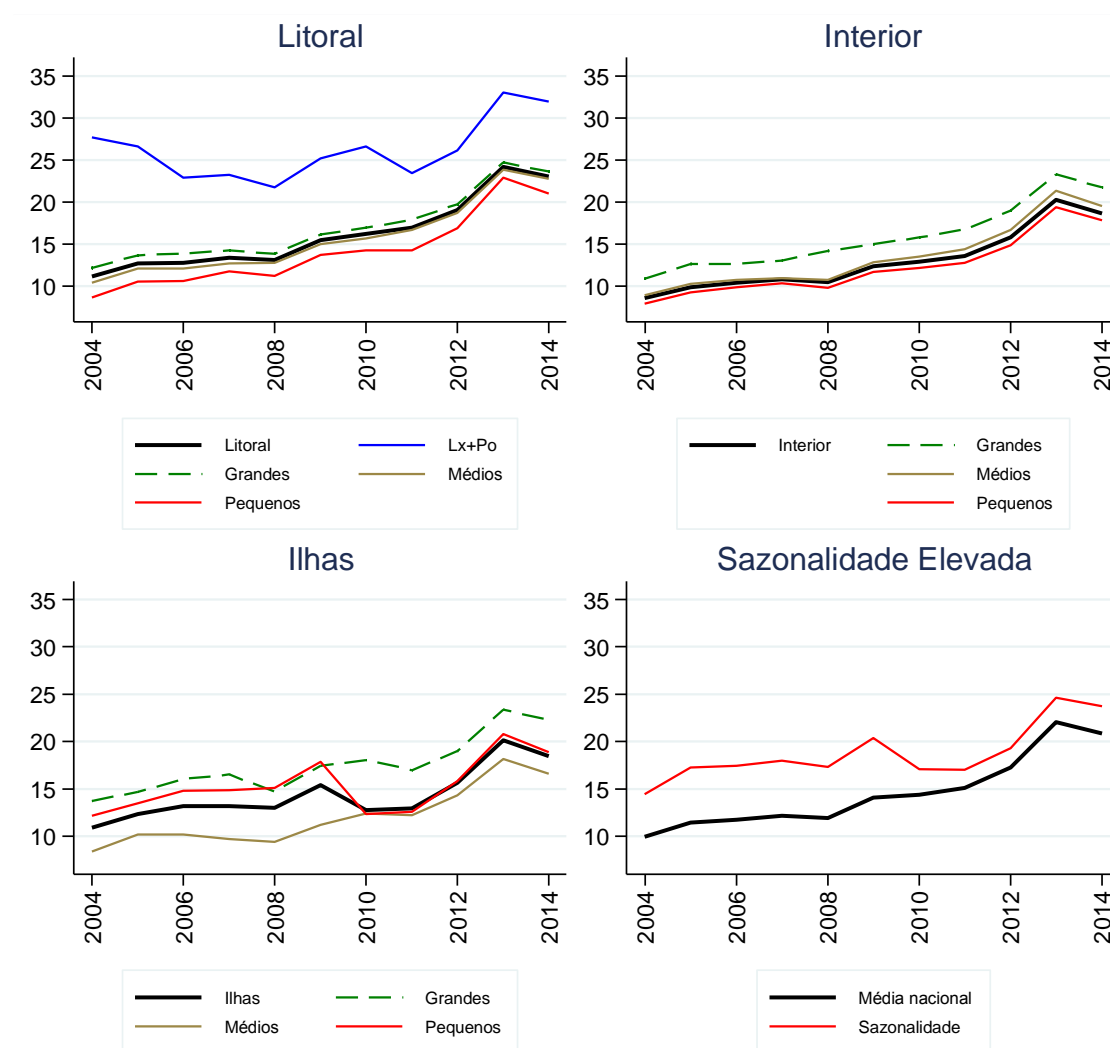 Litoral
35
30
25
20
15
10
2004
2006
2008
2010
2012
2014
Litoral
Lx+Po
Grandes
Médios
Pequenos
Interior
35
30
25
20
15
10
2004
2006
2008
2010
2012
2014
Interior
Grandes
Médios
Pequenos
Ilhas
35
30
25
20
15
10
2004
2006
2008
2010
2012
2014
Ilhas
Grandes
Médios
Pequenos
Sazonalidade Elevada
35
30
25
20
15
10
2004
2006
2008
2010
2012
2014
Média nacional
Sazonalidade